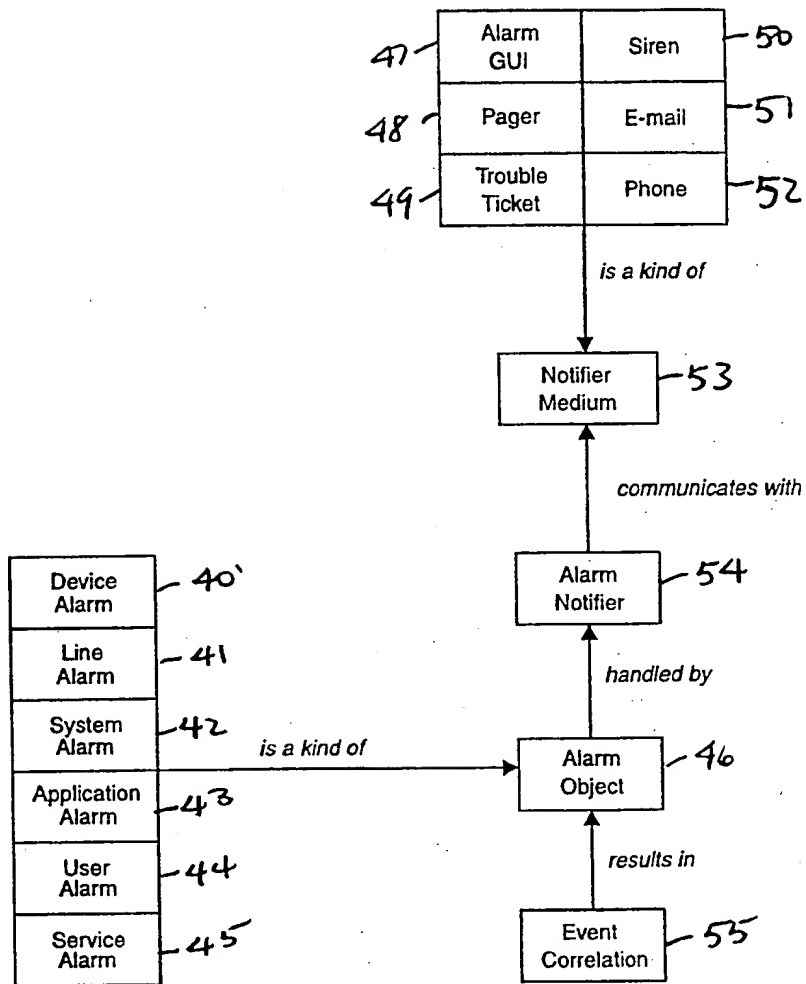 47
Alarm
GUI
Siren
50
48
Pager
E-mail
51
49
Trouble
Ticket
Phone
52
is a kind of
Notifier
Medium
53
communicates with
Device
Alarm
40'
Alarm
Notifier
54
Line
Alarm
41
handled by
System
Alarm
42
is a kind of
Alarm
Object
46
Application
Alarm
43
User
Alarm
44
results in
Service
Alarm
45
Event
Correlation
55